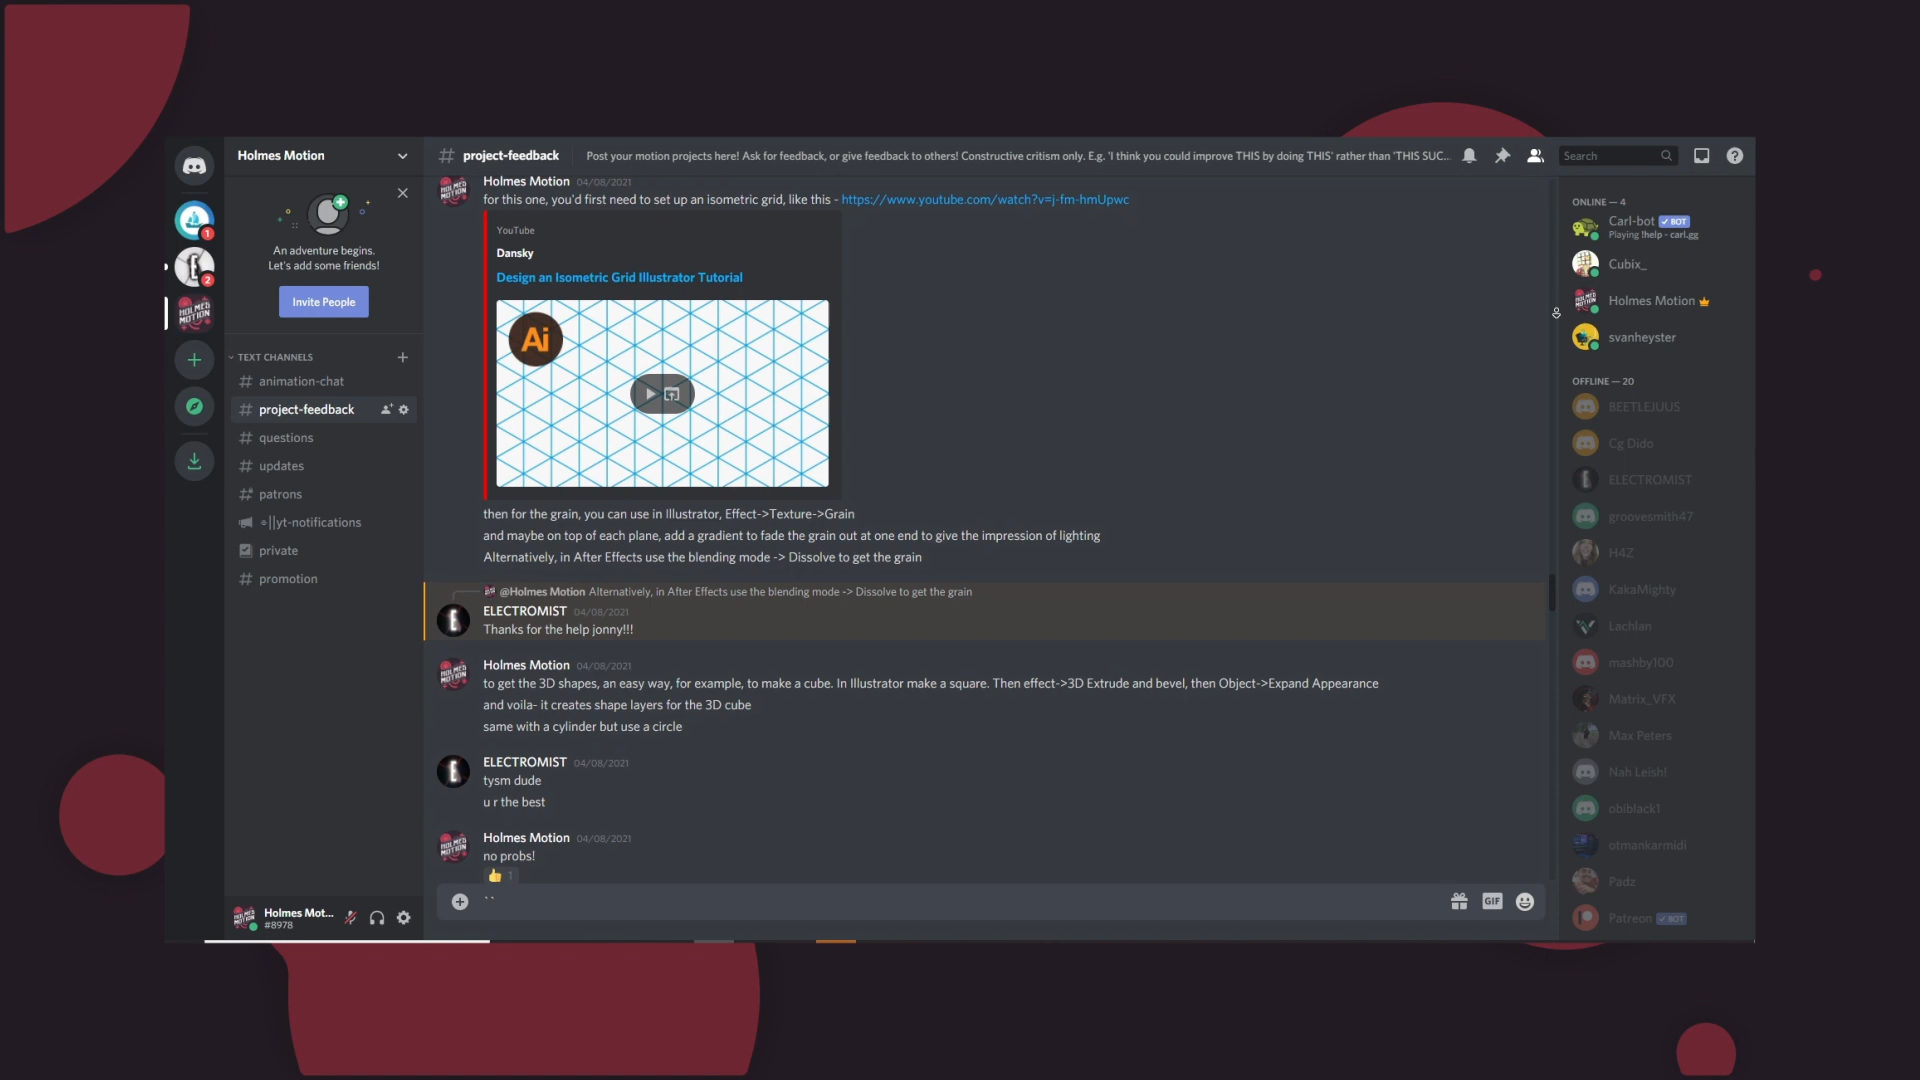 Holmes Motion
project-feedback
Post your motion projects here! Ask for feedback, or give feedback to others! Constructive critism only. E.g. 'I think you could improve THIS by doing THIS' rather than 'THIS SUC...
Search
An adventure begins.
Let's add some friends!
Invite People
TEXT CHANNELS
animation-chat
project-feedback
questions
updates
patrons
yt-notifications
private
promotion
Holmes Mot...
#8978
1
2
HOLMES MOTION
Holmes Motion 04/08/2021
for this one, you'd first need to set up an isometric grid, like this - https://www.youtube.com/watch?v=j-fm-hmUpwc
YouTube
Dansky
Design an Isometric Grid Illustrator Tutorial
Ai
then for the grain, you can use in Illustrator, Effect->Texture->Grain
and maybe on top of each plane, add a gradient to fade the grain out at one end to give the impression of lighting
Alternatively, in After Effects use the blending mode -> Dissolve to get the grain
@Holmes Motion Alternatively, in After Effects use the blending mode -> Dissolve to get the grain
ELECTROMIST 04/08/2021
Thanks for the help jonny!!!
Holmes Motion 04/08/2021
to get the 3D shapes, an easy way, for example, to make a cube. In Illustrator make a square. Then effect->3D Extrude and bevel, then Object->Expand Appearance
and voila- it creates shape layers for the 3D cube
same with a cylinder but use a circle
ELECTROMIST 04/08/2021
tysm dude
u r the best
Holmes Motion 04/08/2021
no probs!
1
``
GIF
ONLINE — 4
Carl-bot BOT
Playing !help - carl.gg
Cubix_
Holmes Motion
svanheyster
OFFLINE — 20
BEETLEJUUS
Cg Dido
ELECTROMIST
groovesmith47
H4Z
KakaMighty
Lachlan
mashby100
Matrix_VFX
Max Peters
Nah Leish!
obiblack1
otmankarmidi
Padz
Patreon BOT